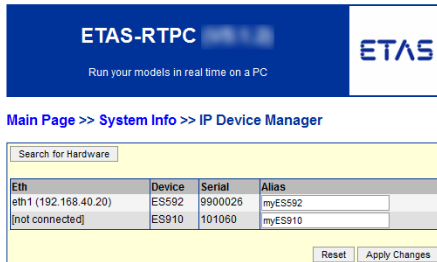 ETAS-RTPC
ETAS
Run your models in real time on a PC
Main Page >> System Info >> IP Device Manager
Search for Hardware
Eth Device Serial Alias
eth1 (192.168.40.20) ES592 9900026 myES592
[not connected] ES910 101060 myES910
Reset Apply Changes